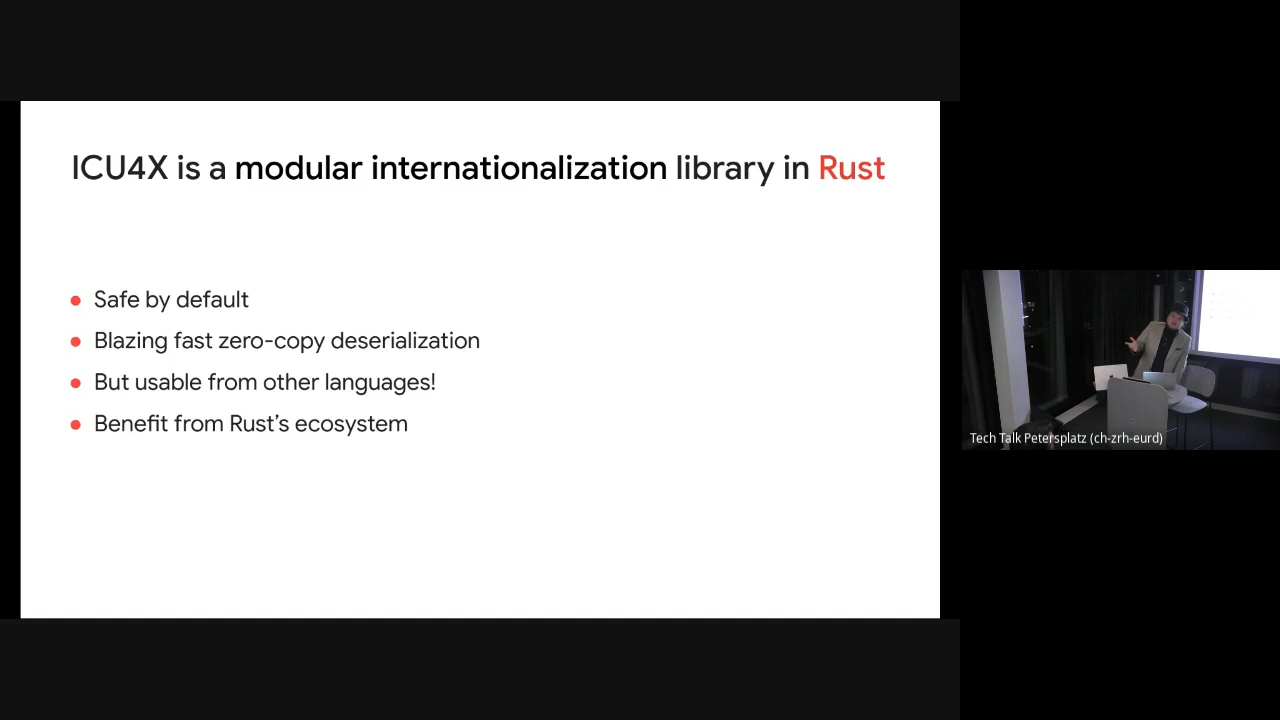 ICU4X is a modular internationalization library in Rust
Safe by default
Blazing fast zero-copy deserialization
But usable from other languages!
Benefit from Rust's ecosystem
Tech Talk Petersplatz (ch-zrh-eurd)